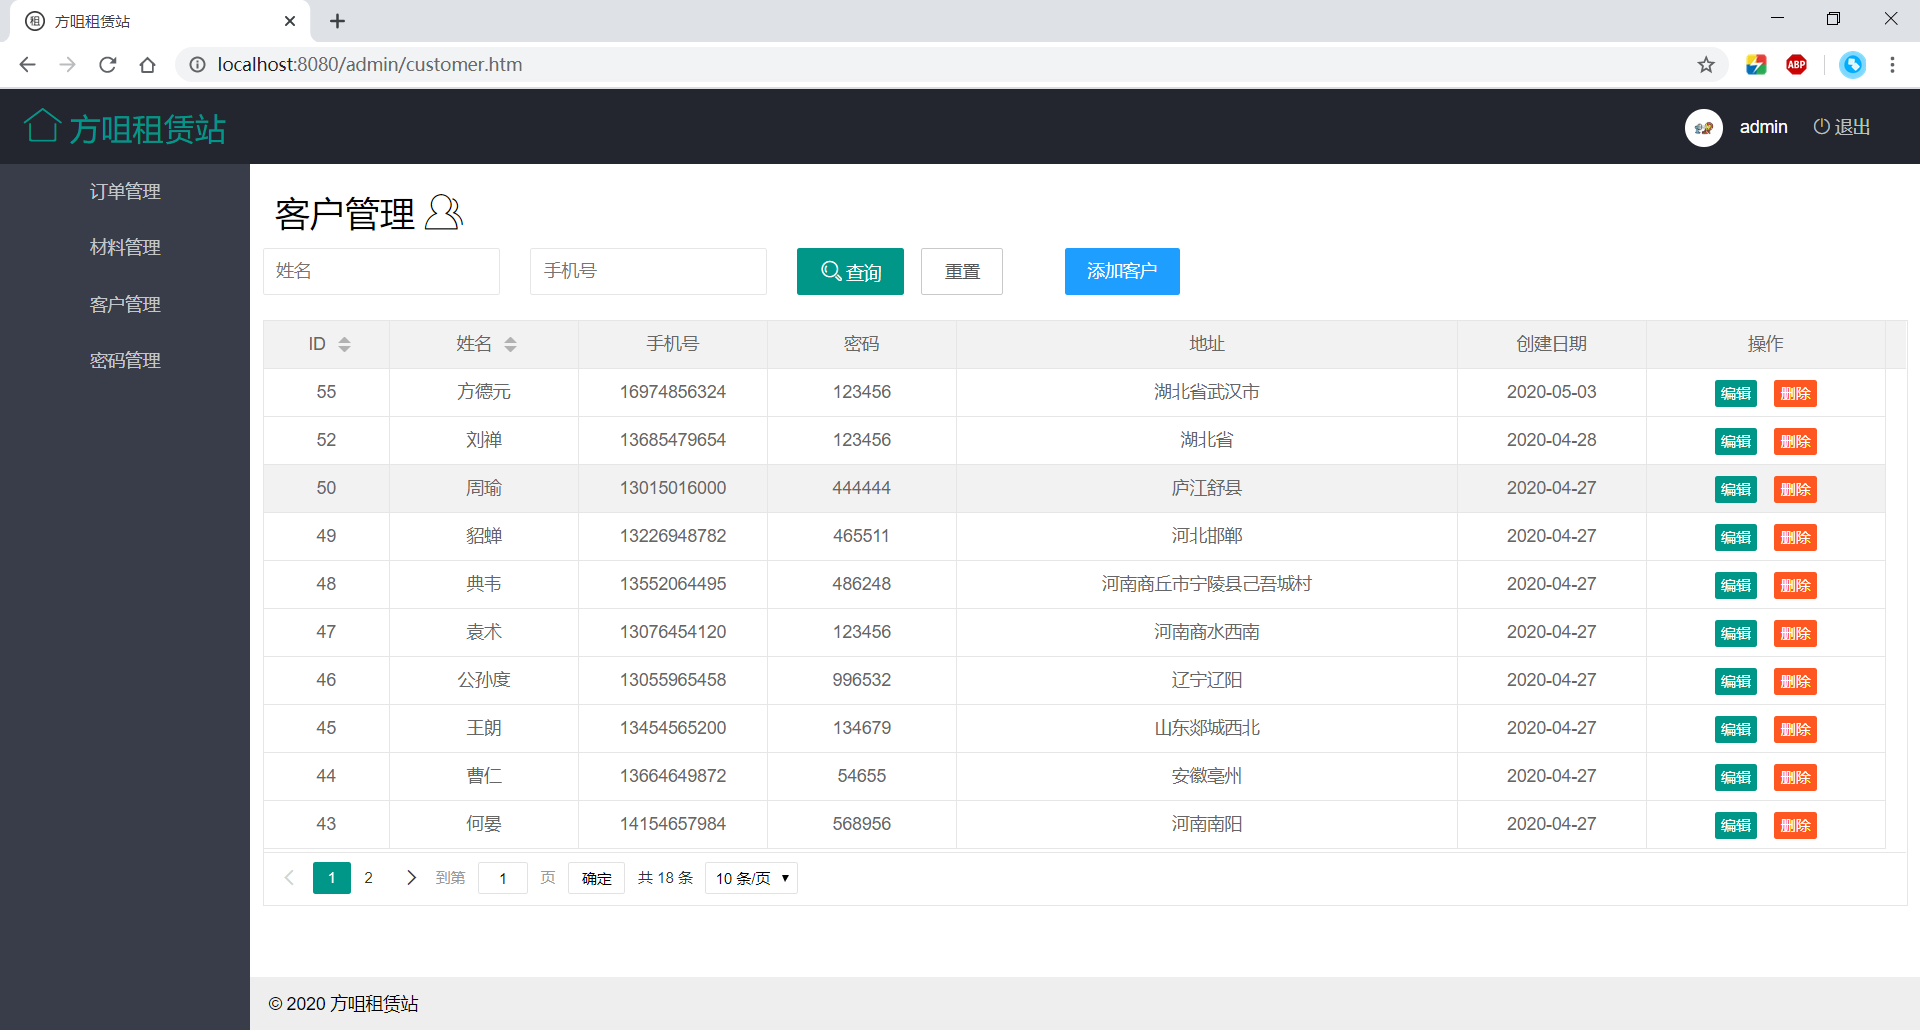 租 方咀租赁站
localhost:8080/admin/customer.htm
ABP
方咀租赁站 admin 退出
订单管理
材料管理
客户管理
密码管理
客户管理
姓名 手机号 查询 重置 添加客户
ID 姓名 手机号 密码 地址 创建日期 操作
55 方德元 16974856324 123456 湖北省武汉市 2020-05-03 编辑 删除
52 刘禅 13685479654 123456 湖北省 2020-04-28 编辑 删除
50 周瑜 13015016000 444444 庐江舒县 2020-04-27 编辑 删除
49 貂蝉 13226948782 465511 河北邯郸 2020-04-27 编辑 删除
48 典韦 13552064495 486248 河南商丘市宁陵县己吾城村 2020-04-27 编辑 删除
47 袁术 13076454120 123456 河南商水西南 2020-04-27 编辑 删除
46 公孙度 13055965458 996532 辽宁辽阳 2020-04-27 编辑 删除
45 王朗 13454565200 134679 山东郯城西北 2020-04-27 编辑 删除
44 曹仁 13664649872 54655 安徽亳州 2020-04-27 编辑 删除
43 何晏 14154657984 568956 河南南阳 2020-04-27 编辑 删除
1 2 到第 1 页 确定 共 18 条 10 条/页
© 2020 方咀租赁站